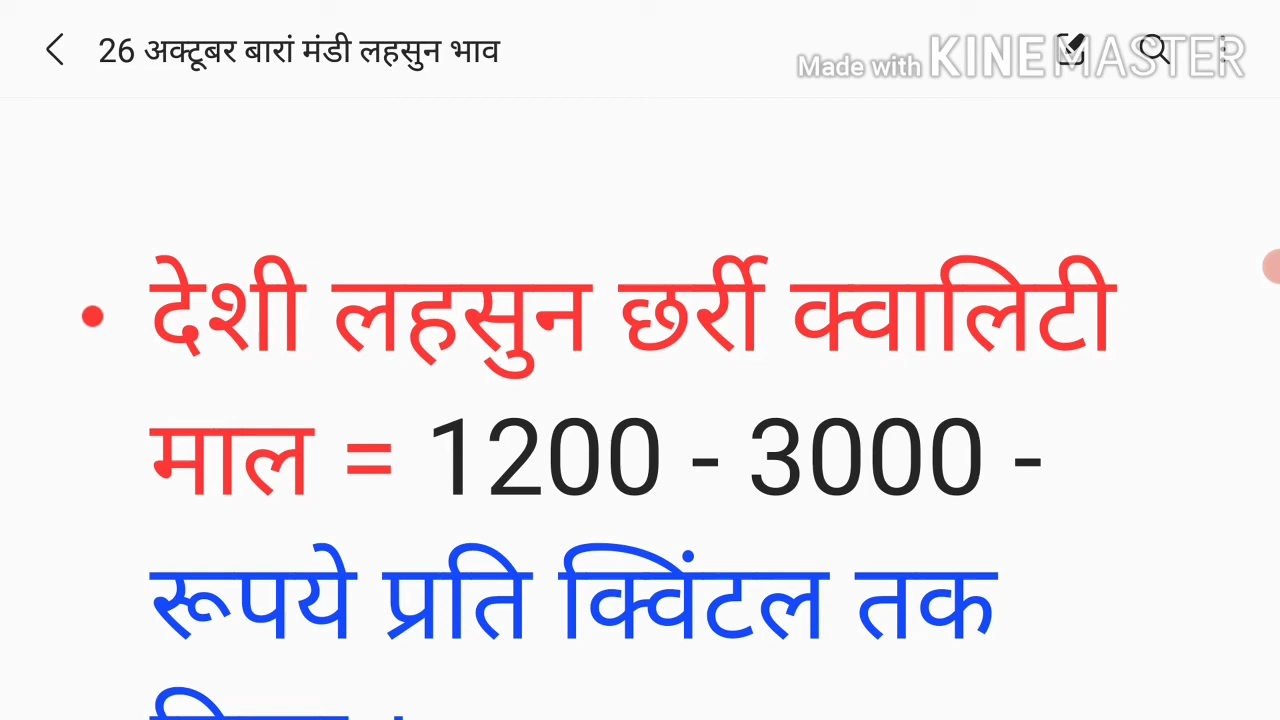 26 अक्टूबर बारां मंडी लहसुन भाव
Made with KINEMASTER
• देशी लहसुन छर्री क्वालिटी
माल = 1200 - 3000 -
रूपये प्रति क्विंटल तक